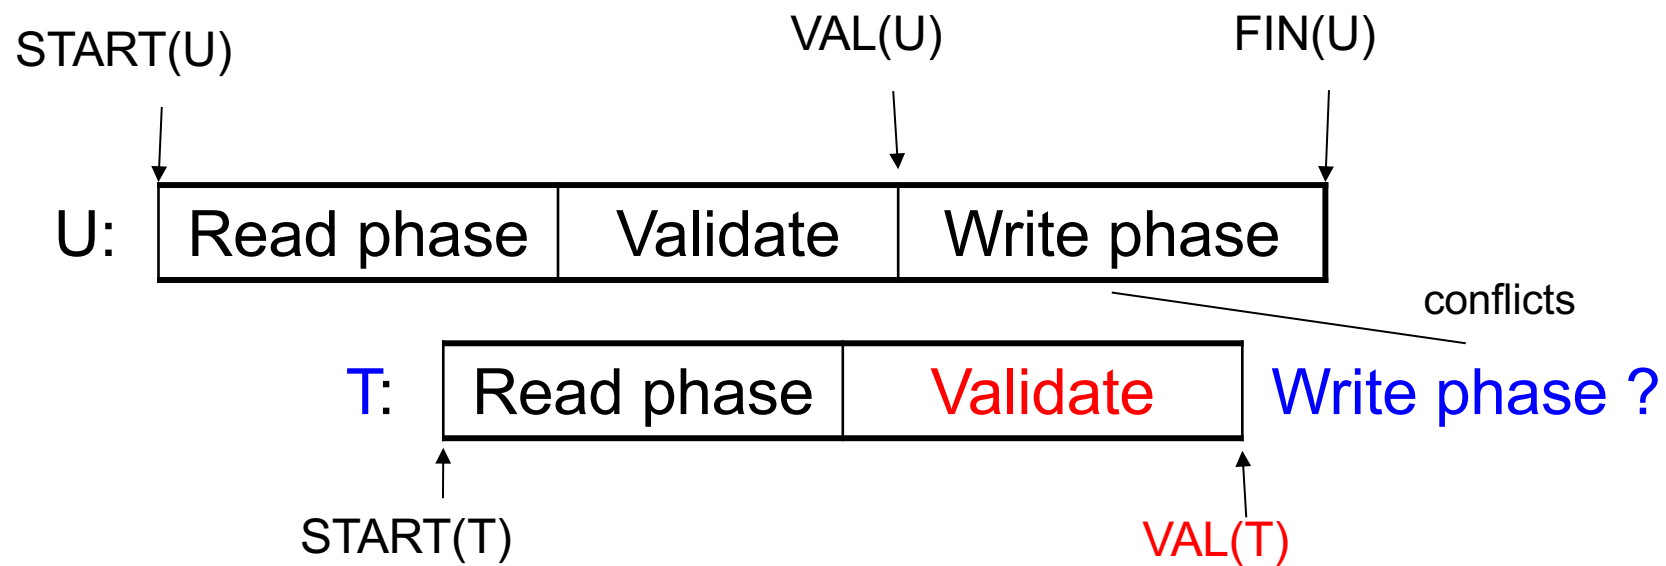 START(U)
VAL(U)
FIN(U)
U: Read phase Validate Write phase
conflicts
T: Read phase Validate Write phase ?
START(T)
VAL(T)